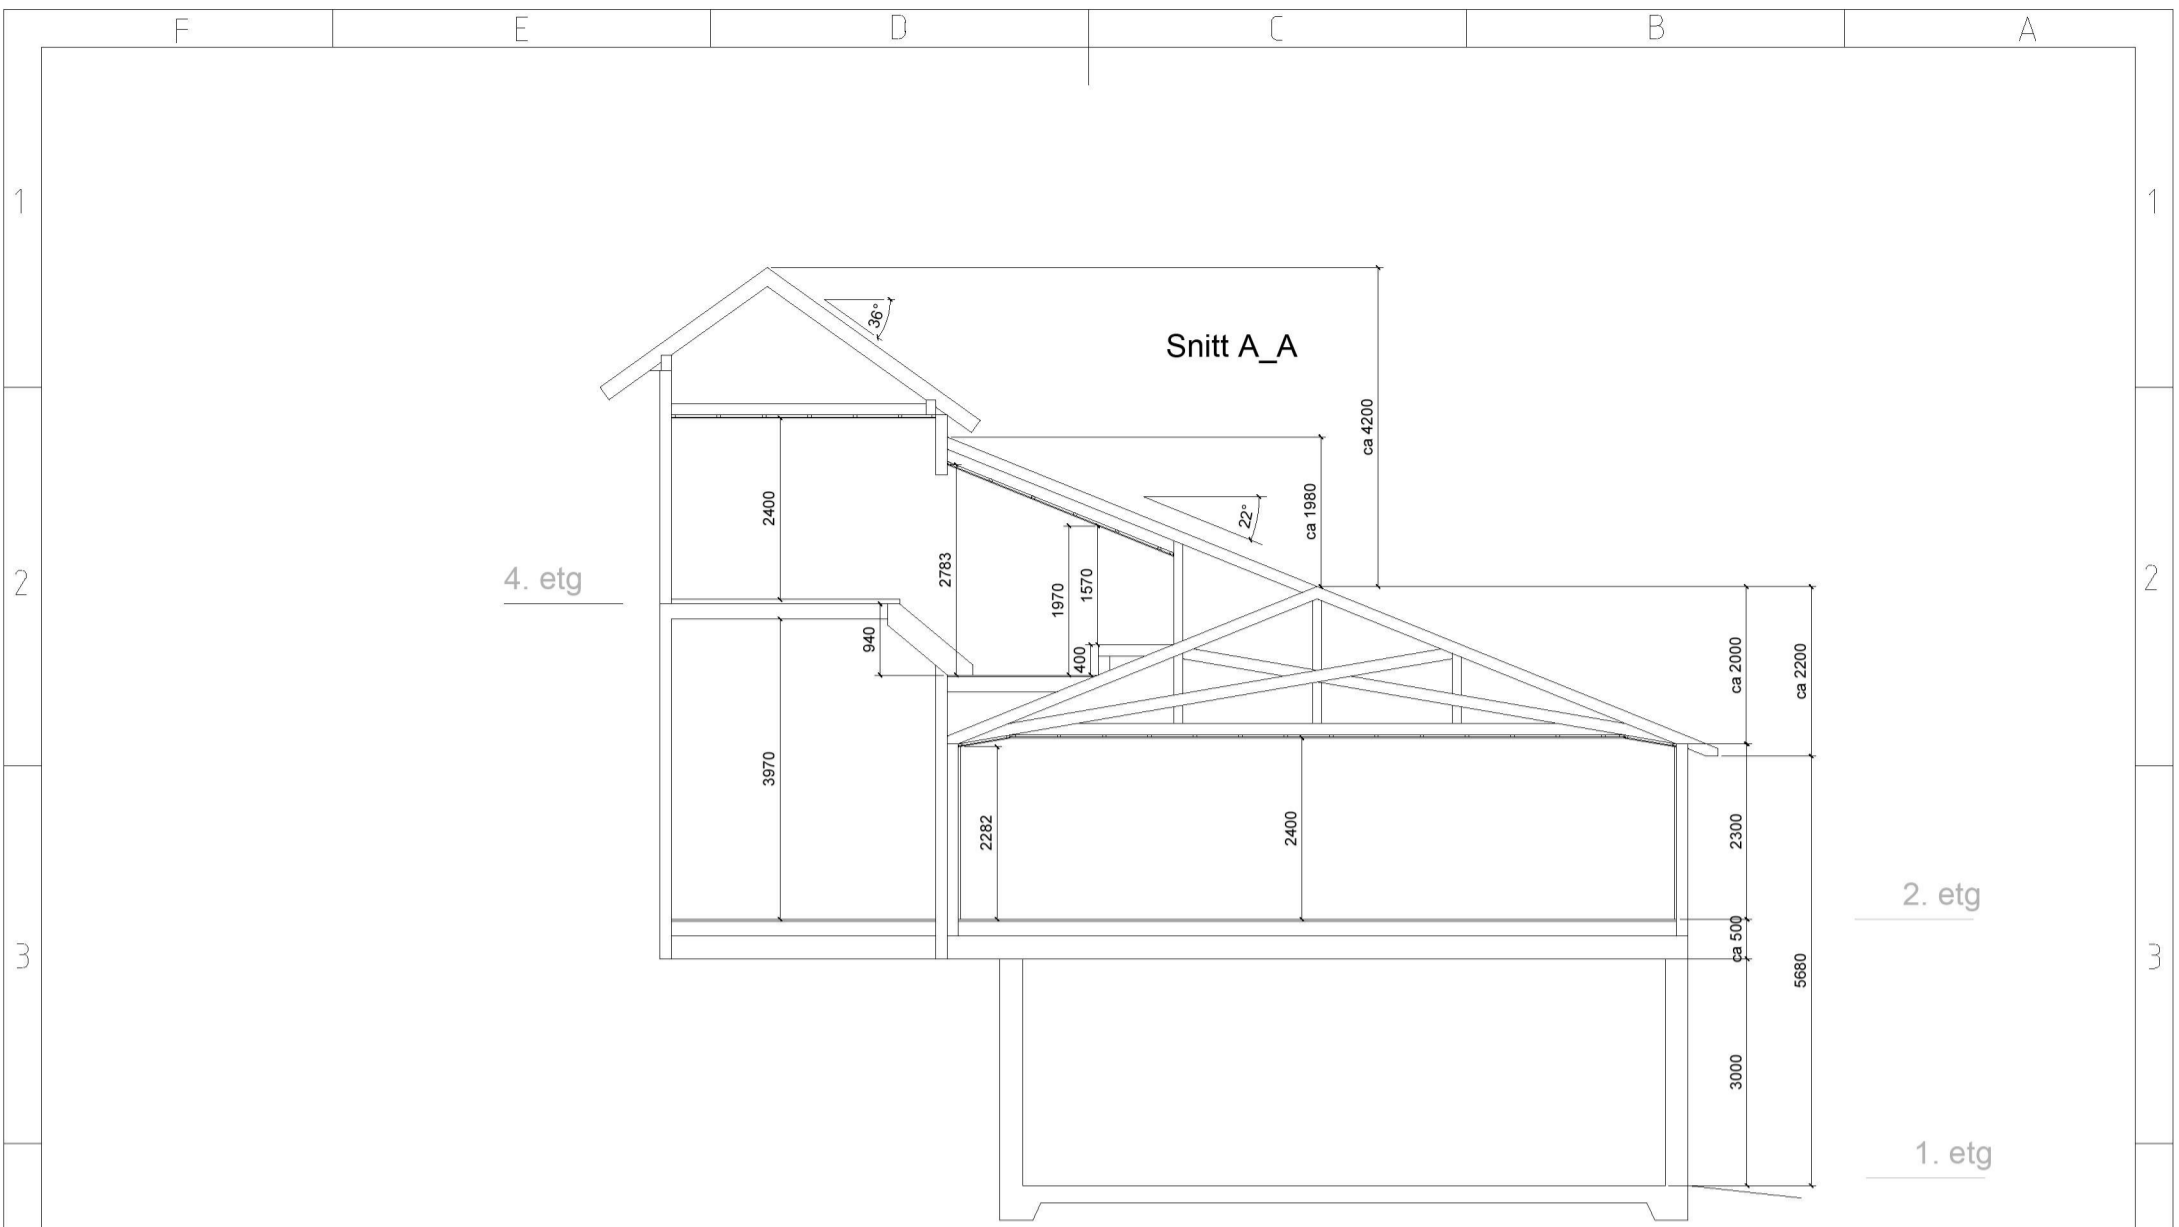 F E D C B A
1 1
36°
Snitt A_A
ca 4200
2400
ca 1980
22°
2783
4. etg
2 2
1970
1570
940
400
ca 2000
ca 2200
3970
2282
2400
2300
2. etg
ca 500
3 3
5680
3000
1. etg